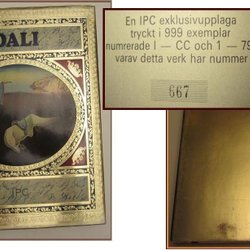 DALI
IPC
En IPC exklusivupplaga
tryckt i 999 exemplar
numrerade I — CC och 1 — 79
varav detta verk har nummer
667